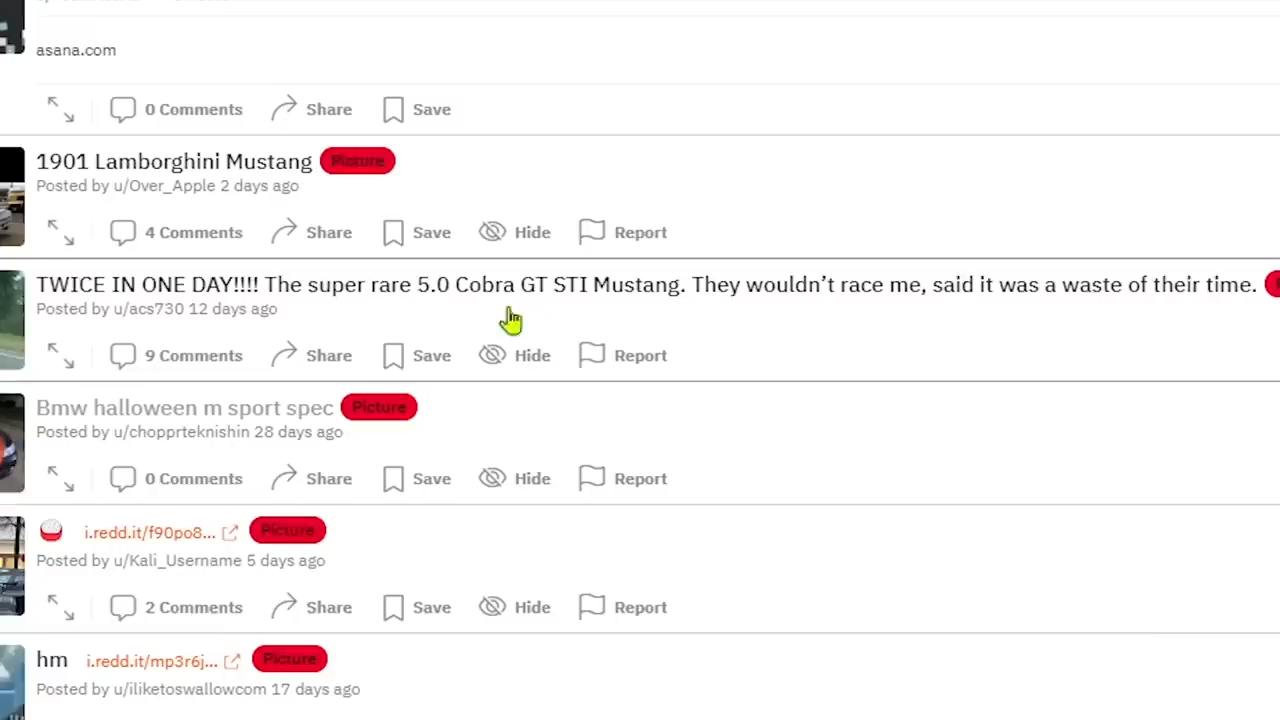 asana.com
0 Comments Share Save
1901 Lamborghini Mustang Picture
Posted by u/Over_Apple 2 days ago
4 Comments Share Save Hide Report
TWICE IN ONE DAY!!!! The super rare 5.0 Cobra GT STI Mustang. They wouldn’t race me, said it was a waste of their time.
Posted by u/acs730 12 days ago
9 Comments Share Save Hide Report
Bmw halloween m sport spec Picture
Posted by u/chopprteknishin 28 days ago
0 Comments Share Save Hide Report
i.redd.it/f90po8... Picture
Posted by u/Kali_Username 5 days ago
2 Comments Share Save Hide Report
hm i.redd.it/mp3r6j... Picture
Posted by u/iliketoswallowcom 17 days ago